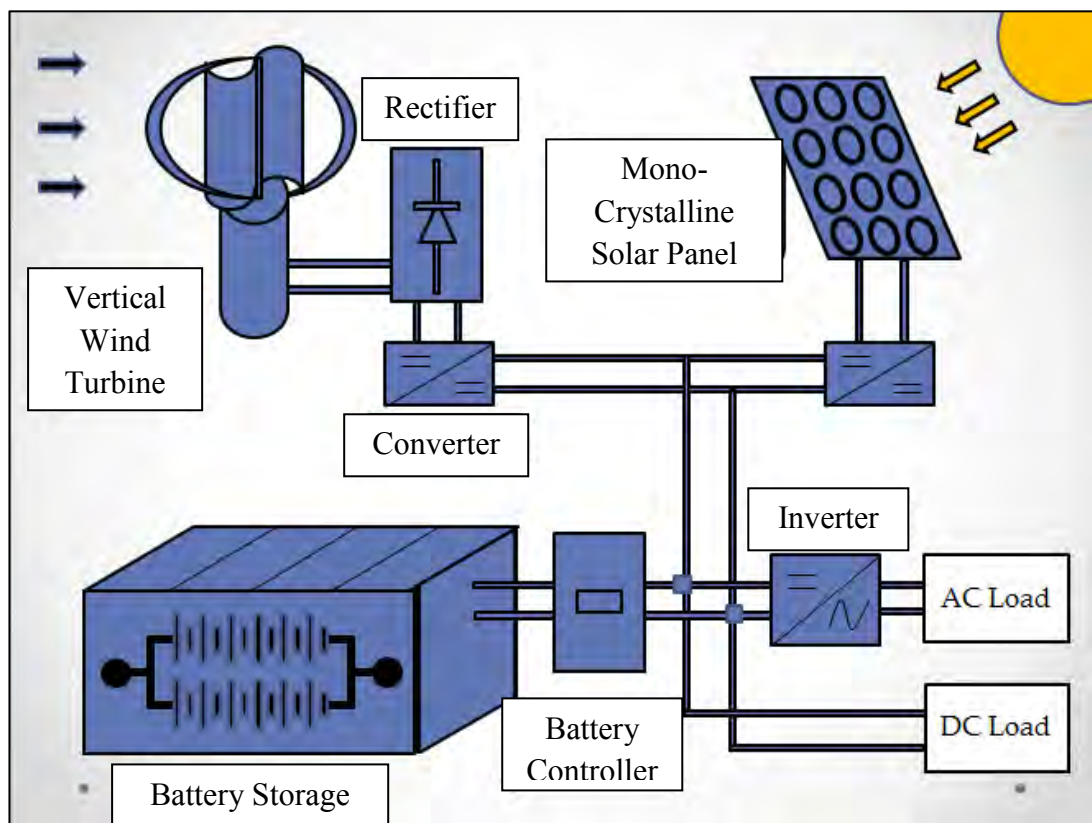 Rectifier
Mono-
Crystalline
Solar Panel
Vertical
Wind
Turbine
Converter
Inverter
AC Load
Battery
Controller
DC Load
Battery Storage